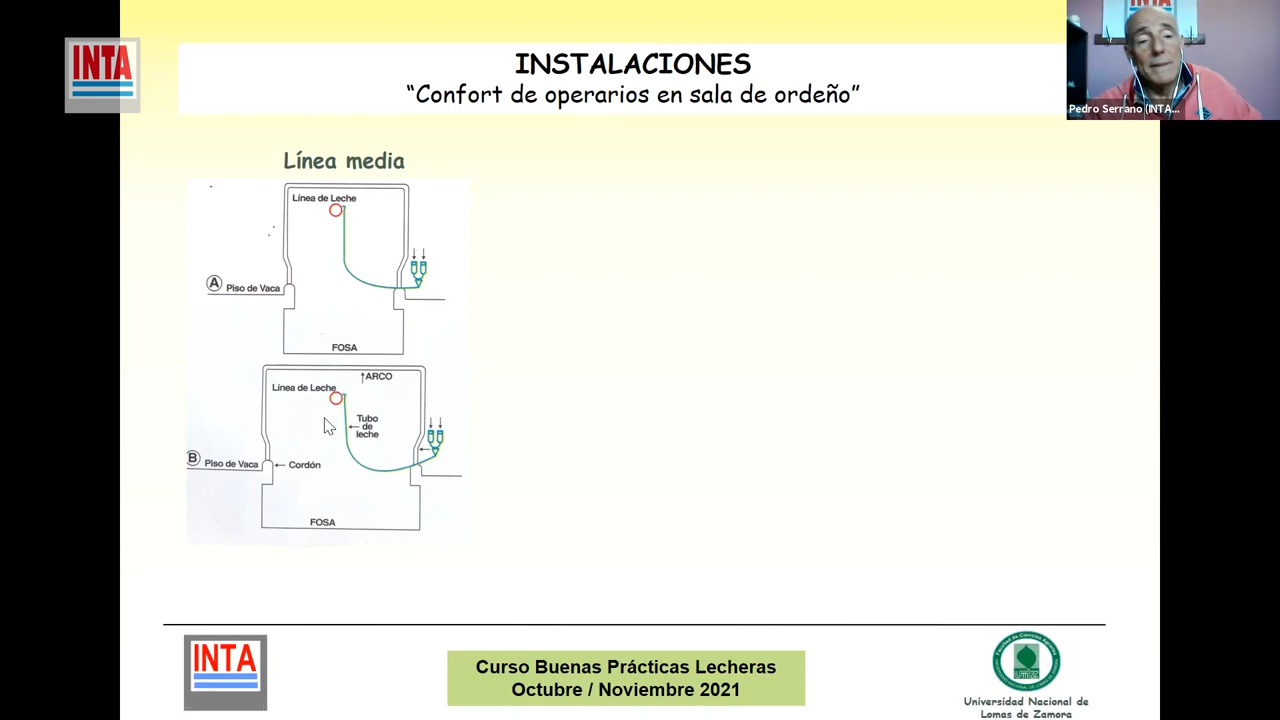 INTA
INSTALACIONES
“Confort de operarios en sala de ordeño”
Pedro Serrano (INTA...
Línea media
Línea de Leche
A
Piso de Vaca
FOSA
ARCO
Línea de Leche
Tubo
de
leche
B
Piso de Vaca
Cordón
FOSA
INTA
Curso Buenas Prácticas Lecheras
Octubre / Noviembre 2021
Universidad Nacional de
Lomas de Zamora